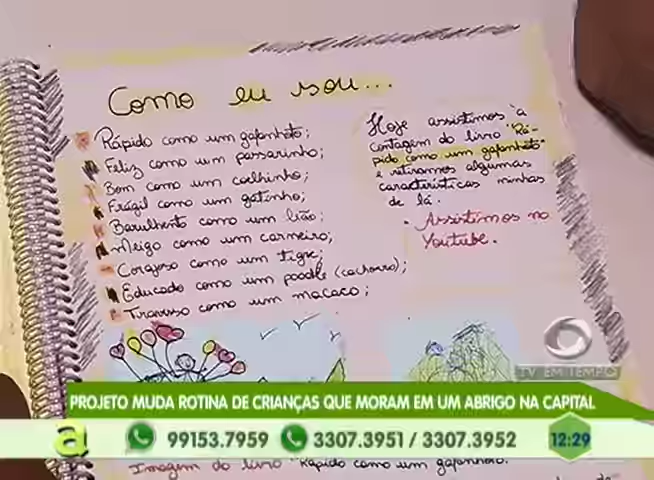 Como eu sou...
Rápido como um gafanhoto;
Feliz como um passarinho;
Bom como um coelhinho;
Frágil como um gatinho;
Barulhento como um leão;
Meigo como um carneiro;
Corajoso como um tigre;
Educado como um poodle (cachorro);
Travesso como um macaco;
Hoje assistimos à
contagem do livro "Rá-
pido como um gafanhoto"
e retiramos algumas
características minhas
de lá.
• Assistimos no
Youtube.
TV EM TEMPO
PROJETO MUDA ROTINA DE CRIANÇAS QUE MORAM EM UM ABRIGO NA CAPITAL
a 99153.7959 3307.3951 / 3307.3952 12:29
Imagem do livro "Rápido como um gafanhoto".